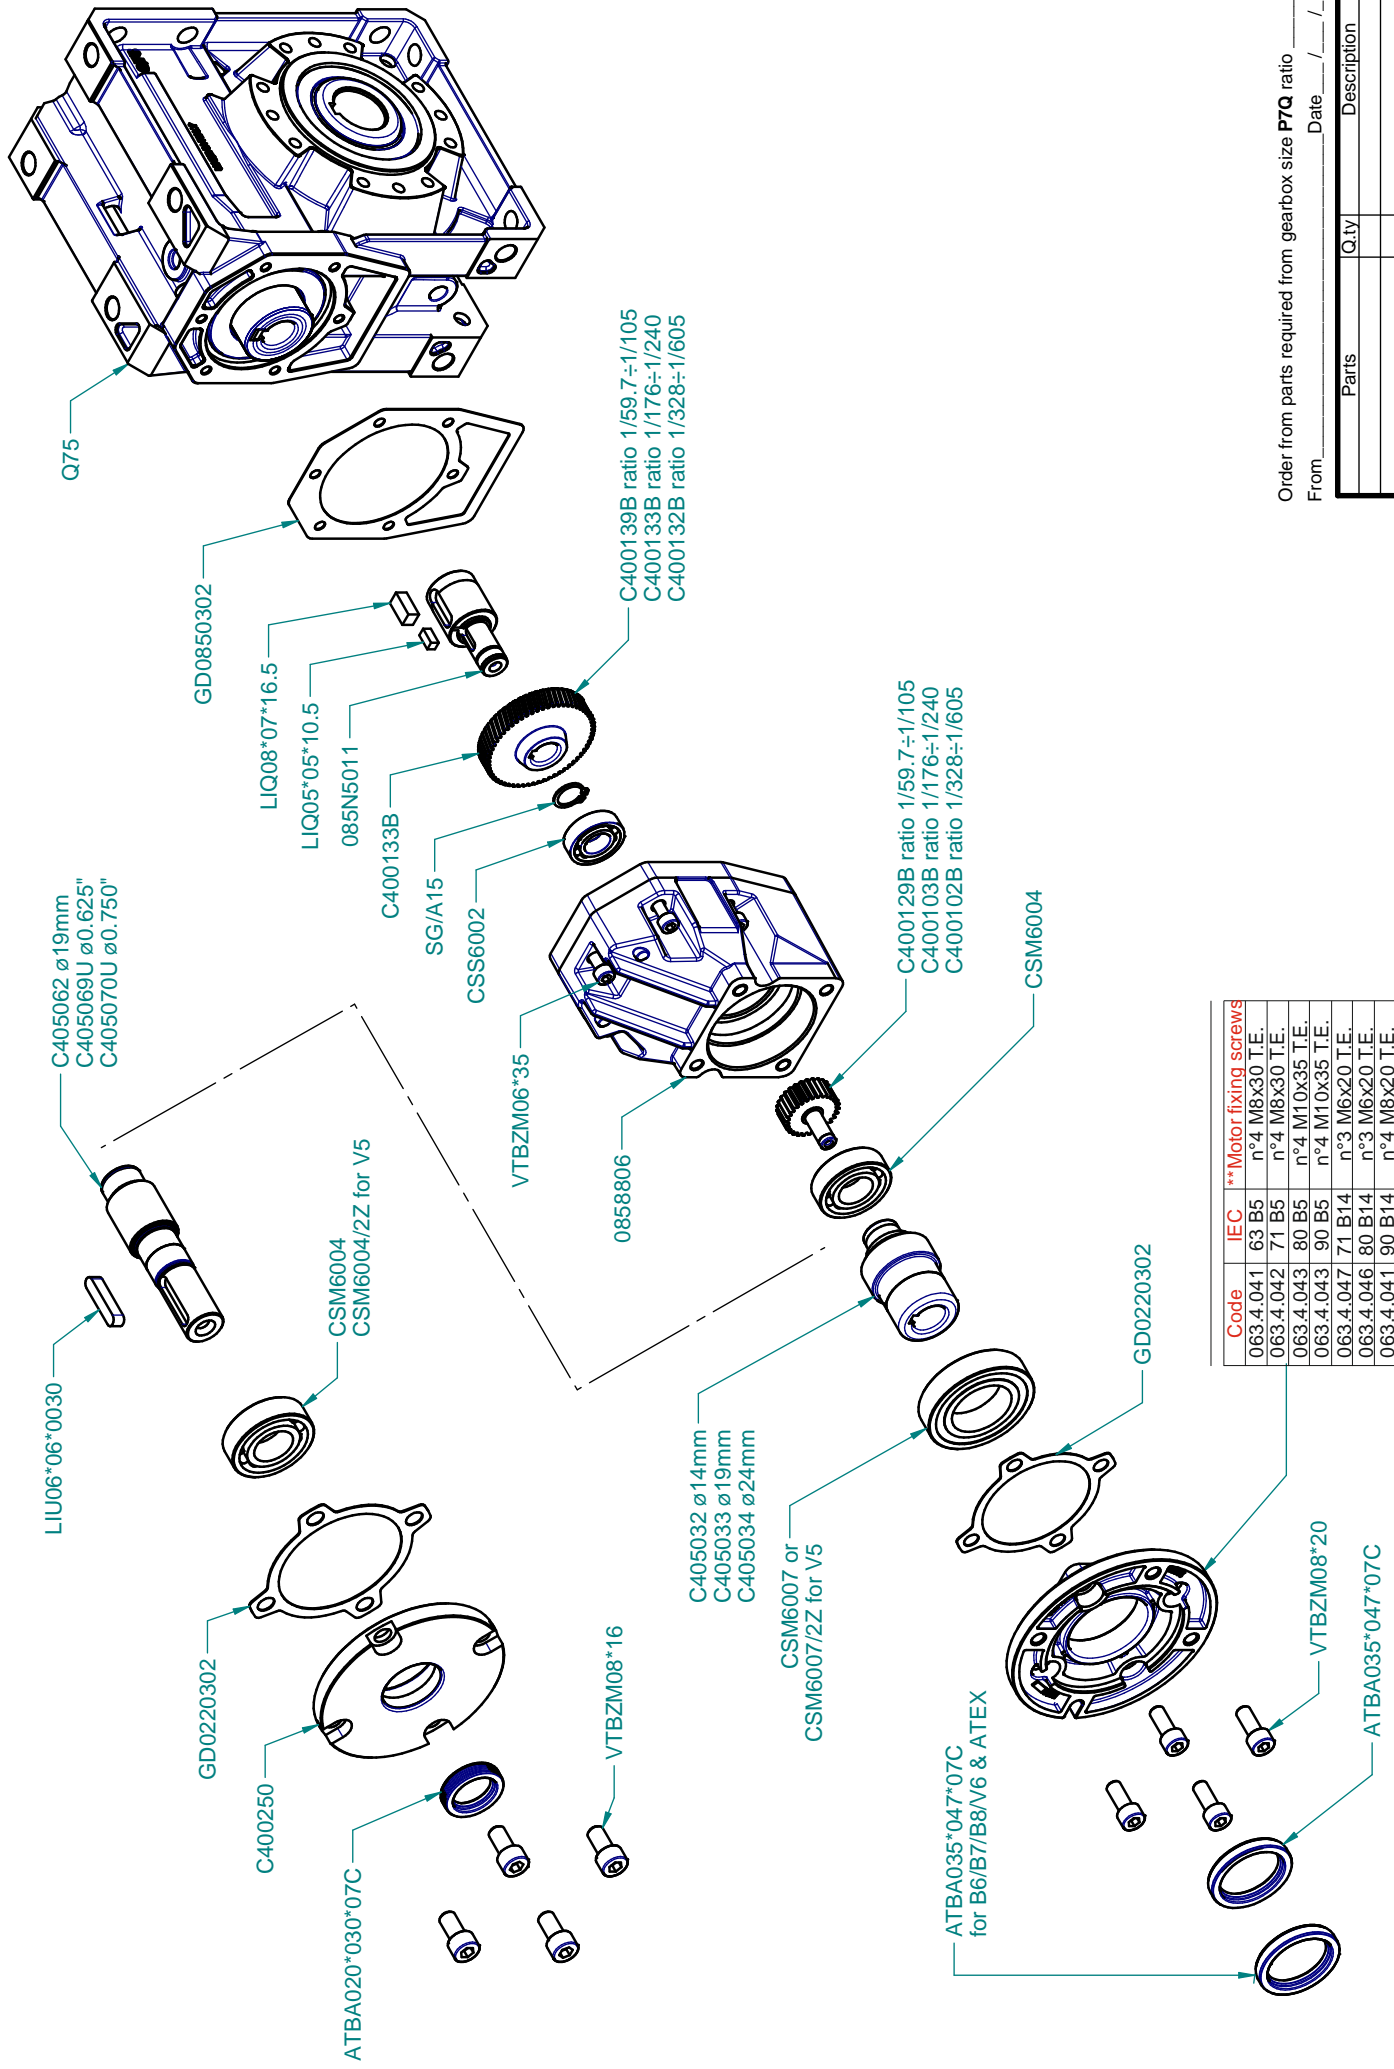 Q75
GD0850302
LIQ08*07*16.5
LIQ05*05*10.5
085N5011
C400133B
SG/A15
CSS6002
C400139B ratio 1/59.7÷1/105
C400133B ratio 1/176÷1/240
C400132B ratio 1/328÷1/605
VTBZM06*35
0858806
C400129B ratio 1/59.7÷1/105
C400103B ratio 1/176÷1/240
C400102B ratio 1/328÷1/605
CSM6004
C405062 ø19mm
C405069U ø0.625"
C405070U ø0.750"
LIU06*06*0030
CSM6004
CSM6004/2Z for V5
GD0220302
C400250
ATBA020*030*07C
VTBZM08*16
C405032 ø14mm
C405033 ø19mm
C405034 ø24mm
CSM6007 or
CSM6007/2Z for V5
GD0220302
VTBZM08*20
ATBA035*047*07C
ATBA035*047*07C
for B6/B7/B8/V6 & ATEX
Code IEC **Motor fixing screws
063.4.041 63 B5 n°4 M8x30 T.E.
063.4.042 71 B5 n°4 M8x30 T.E.
063.4.043 80 B5 n°4 M10x35 T.E.
063.4.043 90 B5 n°4 M10x35 T.E.
063.4.047 71 B14 n°3 M6x20 T.E.
063.4.046 80 B14 n°3 M6x20 T.E.
063.4.041 90 B14 n°4 M8x20 T.E.
Order from parts required from gearbox size P7Q ratio
From Date / /
Parts Q.ty Description